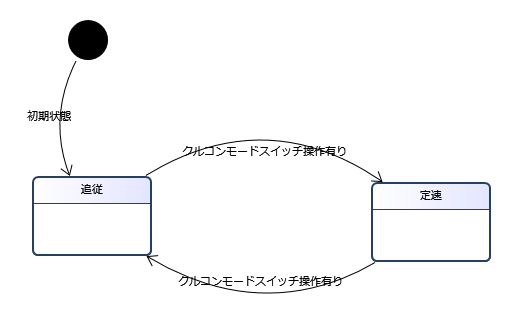 初期状態
クルコンモードスイッチ操作有り
追従
定速
クルコンモードスイッチ操作有り